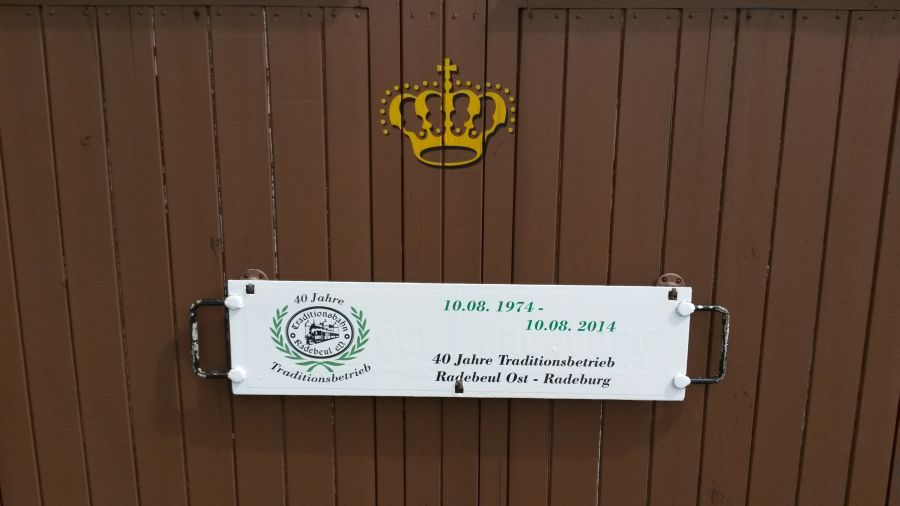 40 Jahre
Traditionsbahn
Radebeul e.V.
Traditionsbetrieb
10.08. 1974 -
10.08. 2014
40 Jahre Traditionsbetrieb
Radebeul Ost - Radeburg